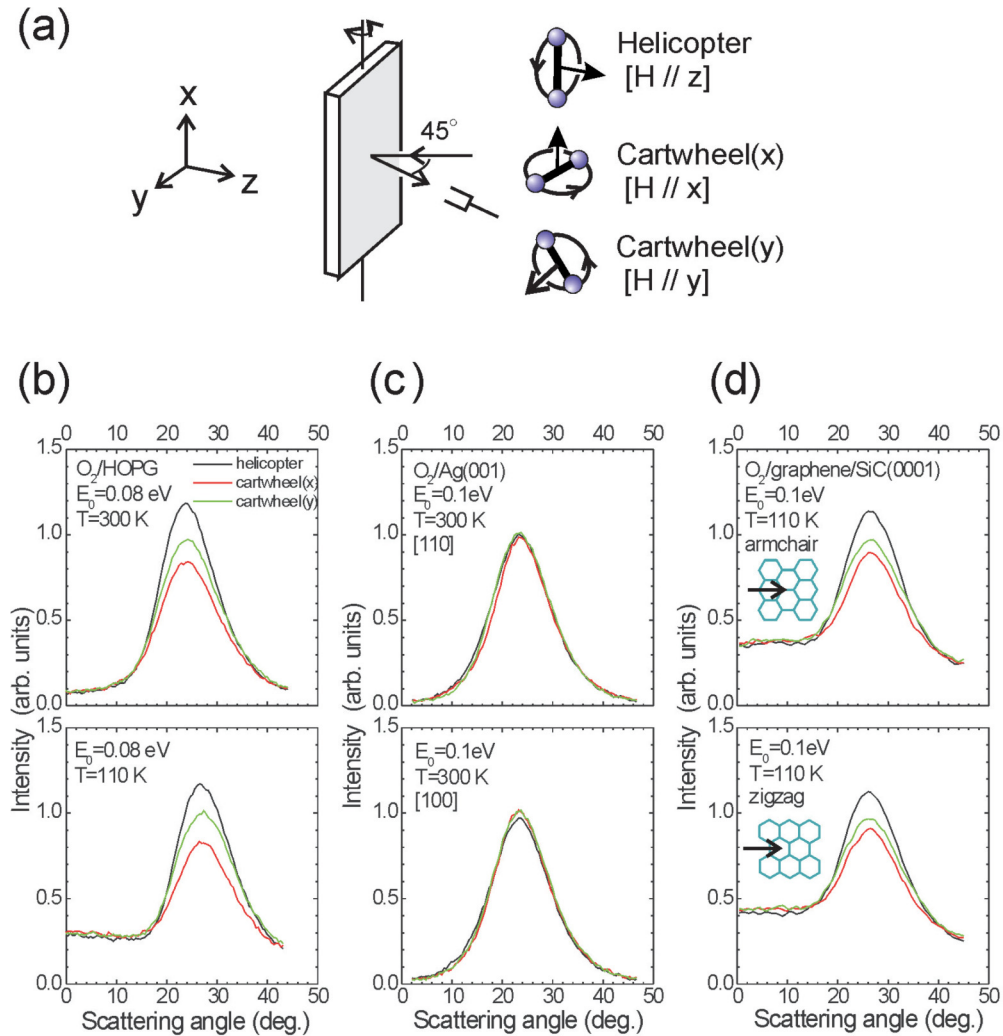 (a)
x
y
z
45°
Helicopter
[H // z]
Cartwheel(x)
[H // x]
Cartwheel(y)
[H // y]
(b)
(c)
(d)
0 10 20 30 40 50
0 10 20 30 40 50
0 10 20 30 40 50
1.5
1.0
0.5
0.0
O2/HOPG
E0=0.08 eV
T=300 K
helicopter
cartwheel(x)
cartwheel(y)
1.5
1.0
0.5
0.0
O2/Ag(001)
E0=0.1eV
T=300 K
[110]
1.5
1.0
0.5
0.0
O2/graphene/SiC(0001)
E0=0.1eV
T=110 K
armchair
Intensity (arb. units)
Intensity (arb. units)
Intensity (arb. units)
1.5
1.0
0.5
0.0
E0=0.08 eV
T=110 K
1.5
1.0
0.5
0.0
E0=0.1eV
T=300 K
[100]
1.5
1.0
0.5
0.0
E0=0.1eV
T=110 K
zigzag
0 10 20 30 40 50
0 10 20 30 40 50
0 10 20 30 40 50
Scattering angle (deg.)
Scattering angle (deg.)
Scattering angle (deg.)